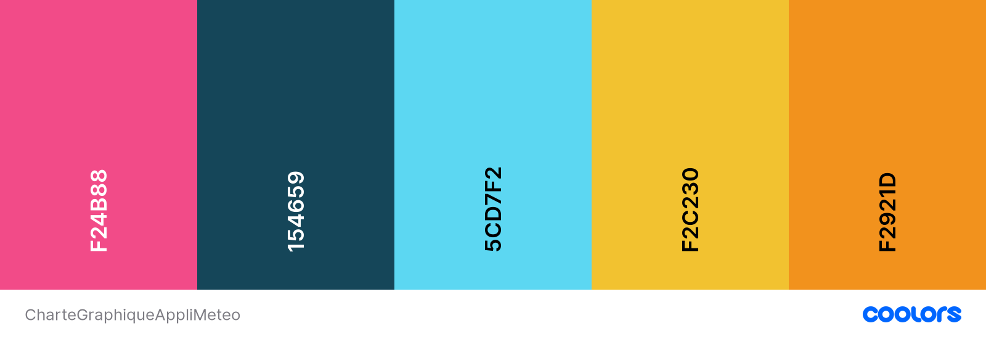 F24B88
154659
5CD7F2
F2C230
F2921D
CharteGraphiqueAppliMeteo
coolors